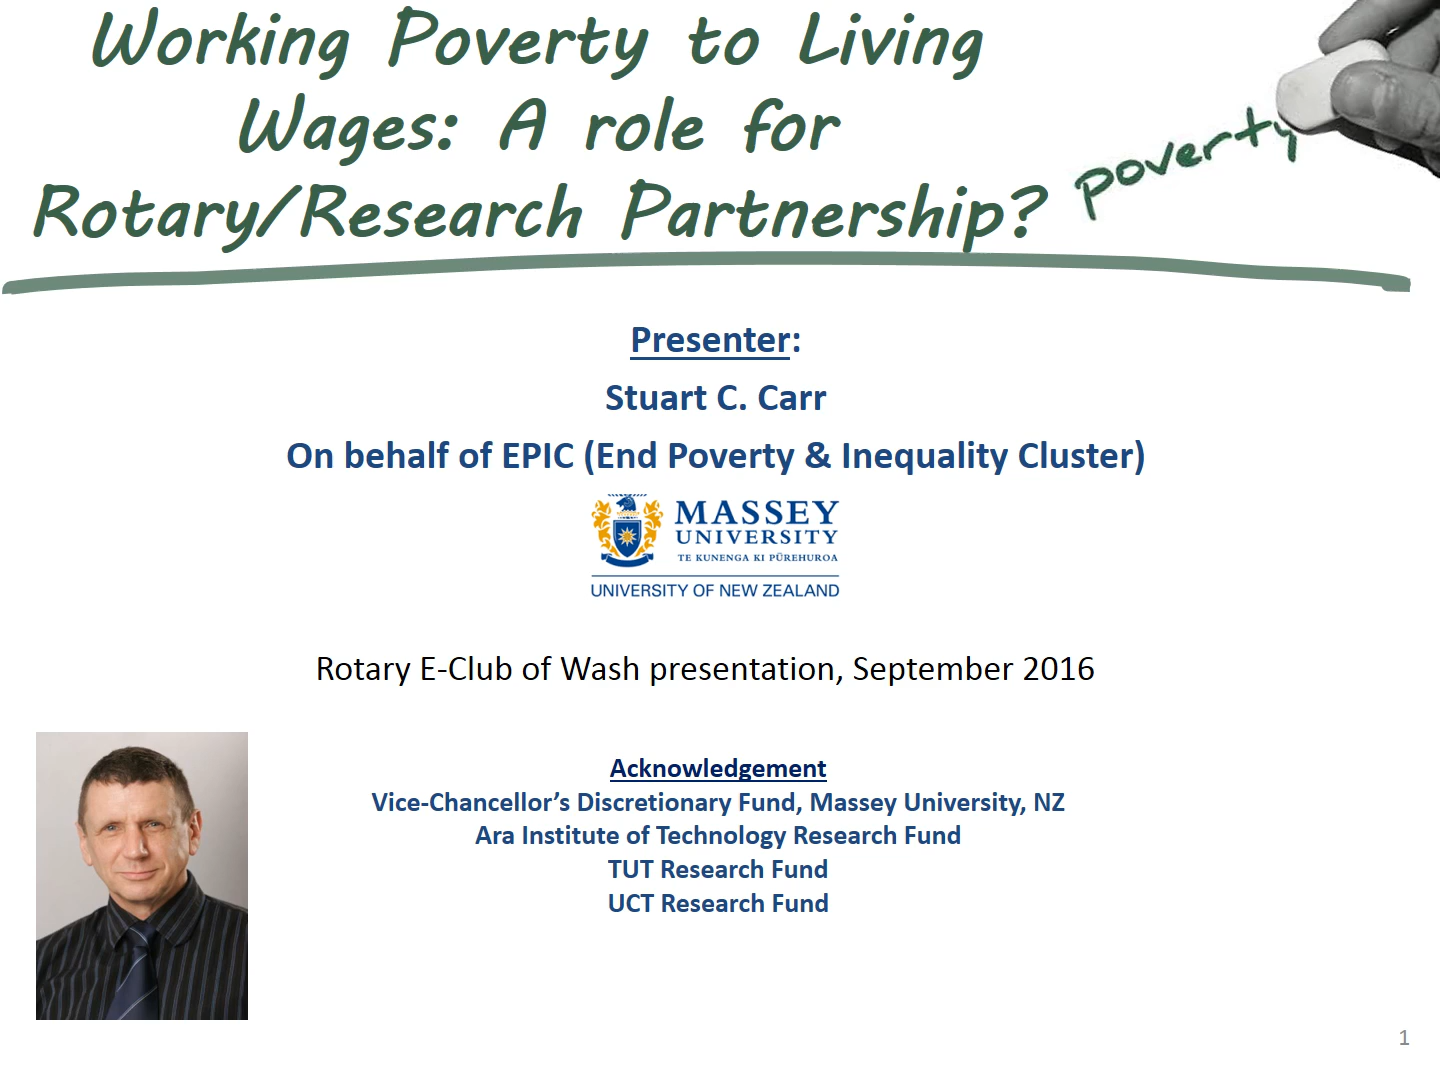 Working Poverty to Living
Wages: A role for
Rotary/Research Partnership?
poverty
Presenter:
Stuart C. Carr
On behalf of EPIC (End Poverty & Inequality Cluster)
MASSEY
UNIVERSITY
TE KUNENGA KI PŪREHUROA
UNIVERSITY OF NEW ZEALAND
Rotary E-Club of Wash presentation, September 2016
Acknowledgement
Vice-Chancellor’s Discretionary Fund, Massey University, NZ
Ara Institute of Technology Research Fund
TUT Research Fund
UCT Research Fund
1